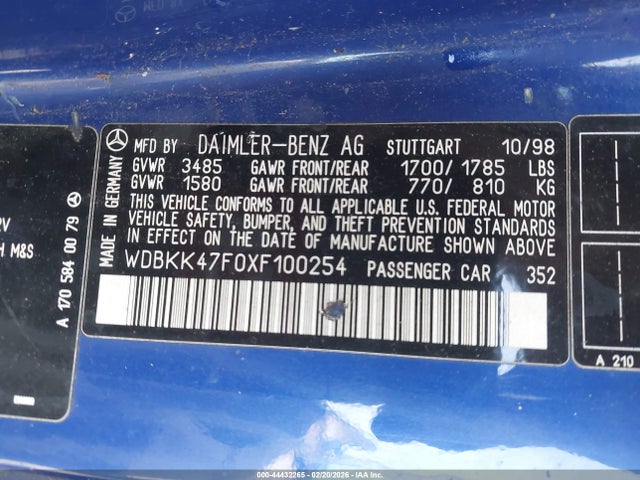 MFD BY DAIMLER-BENZ AG STUTTGART 10/98
GVWR 3485 GAWR FRONT/REAR 1700/1785 LBS
GVWR 1580 GAWR FRONT/REAR 770/810 KG
THIS VEHICLE CONFORMS TO ALL APPLICABLE U.S. FEDERAL MOTOR
VEHICLE SAFETY, BUMPER, AND THEFT PREVENTION STANDARDS
IN EFFECT ON THE DATE OF MANUFACTURE SHOWN ABOVE
WDBKK47F0XF100254 PASSENGER CAR 352
MADE IN GERMANY
A 170 584 00 79
H M&S
A 210
000-44432265 - 02/20/2026 - IAAI, Inc.